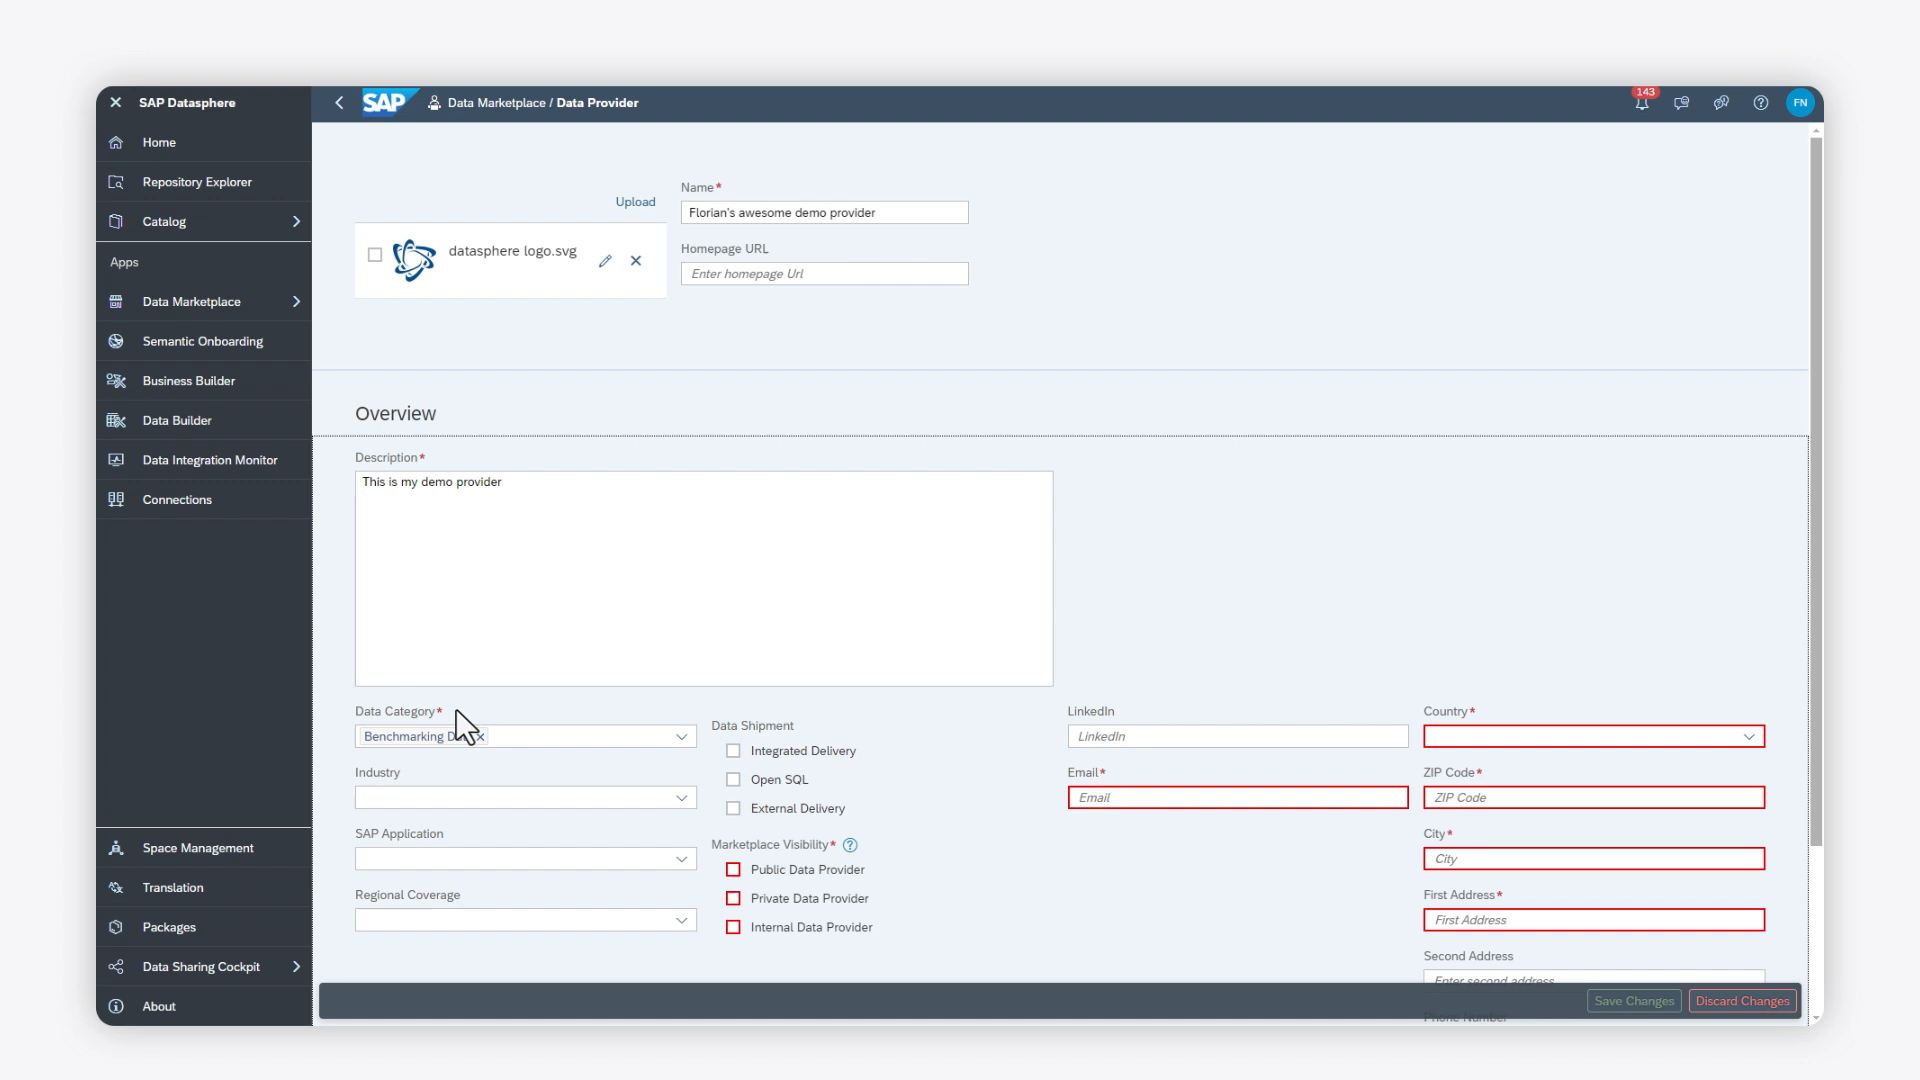 SAP Datasphere
SAP
Data Marketplace / Data Provider
143
FN
Home
Repository Explorer
Catalog
Apps
Data Marketplace
Semantic Onboarding
Business Builder
Data Builder
Data Integration Monitor
Connections
Space Management
Translation
Packages
Data Sharing Cockpit
About
Upload
datasphere logo.svg
Name*
Florian's awesome demo provider
Homepage URL
Enter homepage Url
Overview
Description*
This is my demo provider
Data Category*
Benchmarking
Industry
SAP Application
Regional Coverage
Data Shipment
Integrated Delivery
Open SQL
External Delivery
Marketplace Visibility*
Public Data Provider
Private Data Provider
Internal Data Provider
LinkedIn
LinkedIn
Email*
Email
Country*
ZIP Code*
ZIP Code
City*
City
First Address*
First Address
Second Address
Enter second address
Phone Number
Save Changes
Discard Changes